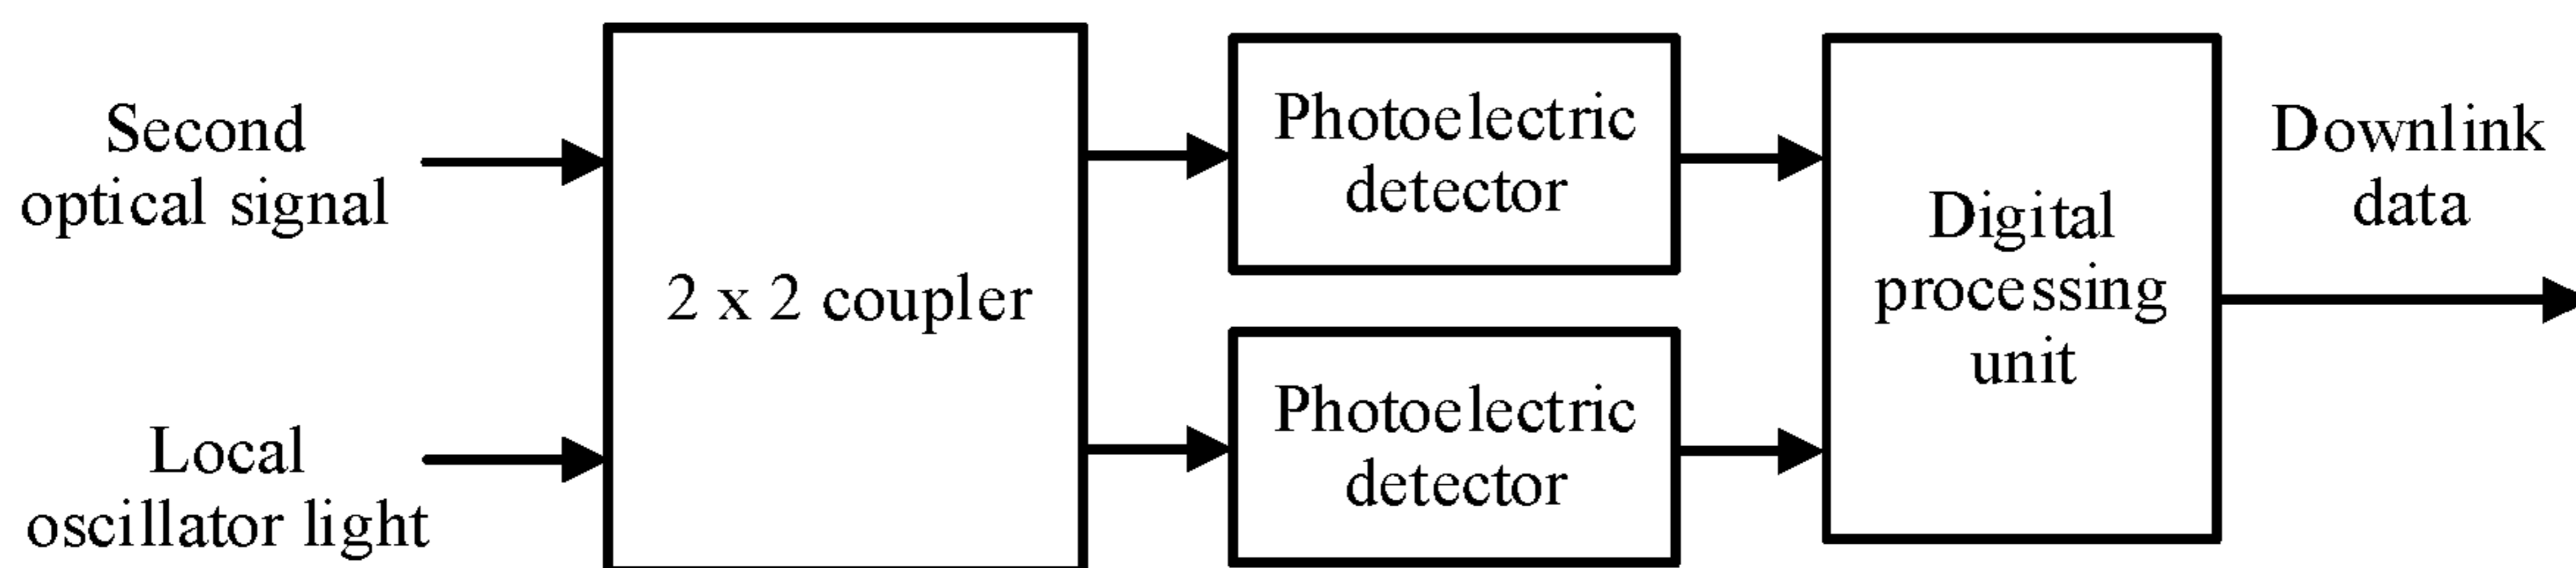 Second
optical signal
Local
oscillator light
2 x 2 coupler
Photoelectric
detector
Photoelectric
detector
Digital
processing
unit
Downlink
data